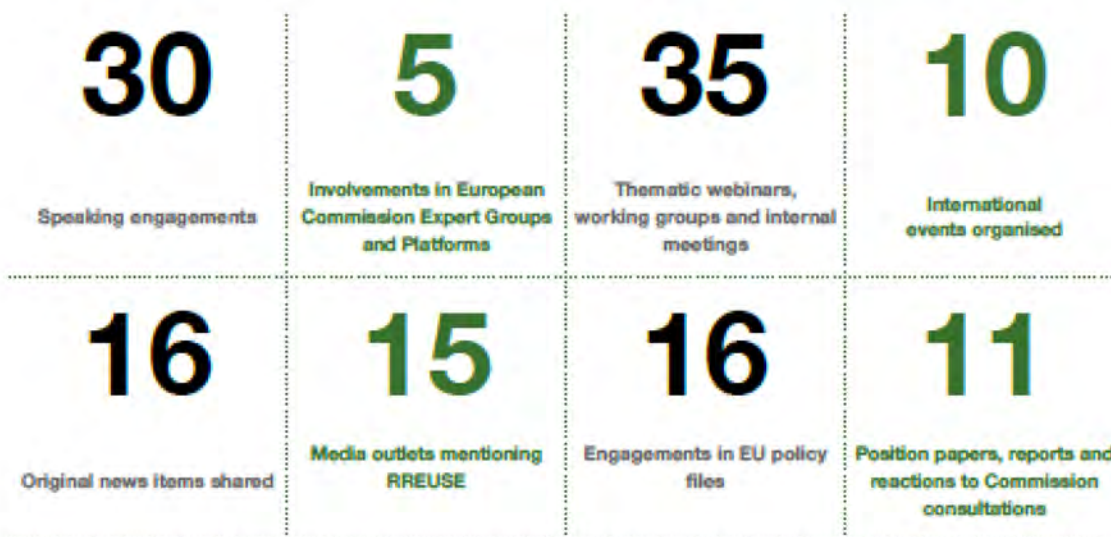 30
Speaking engagements
5
Involvements in European
Commission Expert Groups
and Platforms
35
Thematic webinars,
working groups and internal
meetings
10
International
events organised
16
Original news items shared
15
Media outlets mentioning
RREUSE
16
Engagements in EU policy
files
11
Position papers, reports and
reactions to Commission
consultations